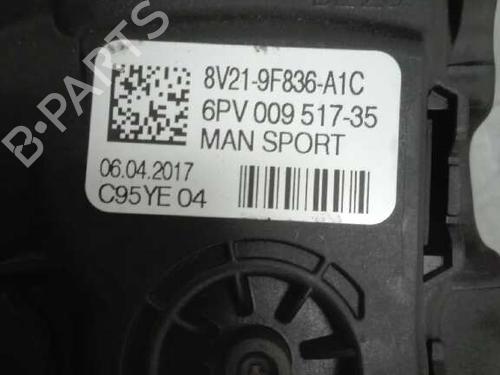 B-PARTS
8V21-9F836-A1C
6PV 009 517-35
MAN SPORT
06.04.2017
C95YE 04